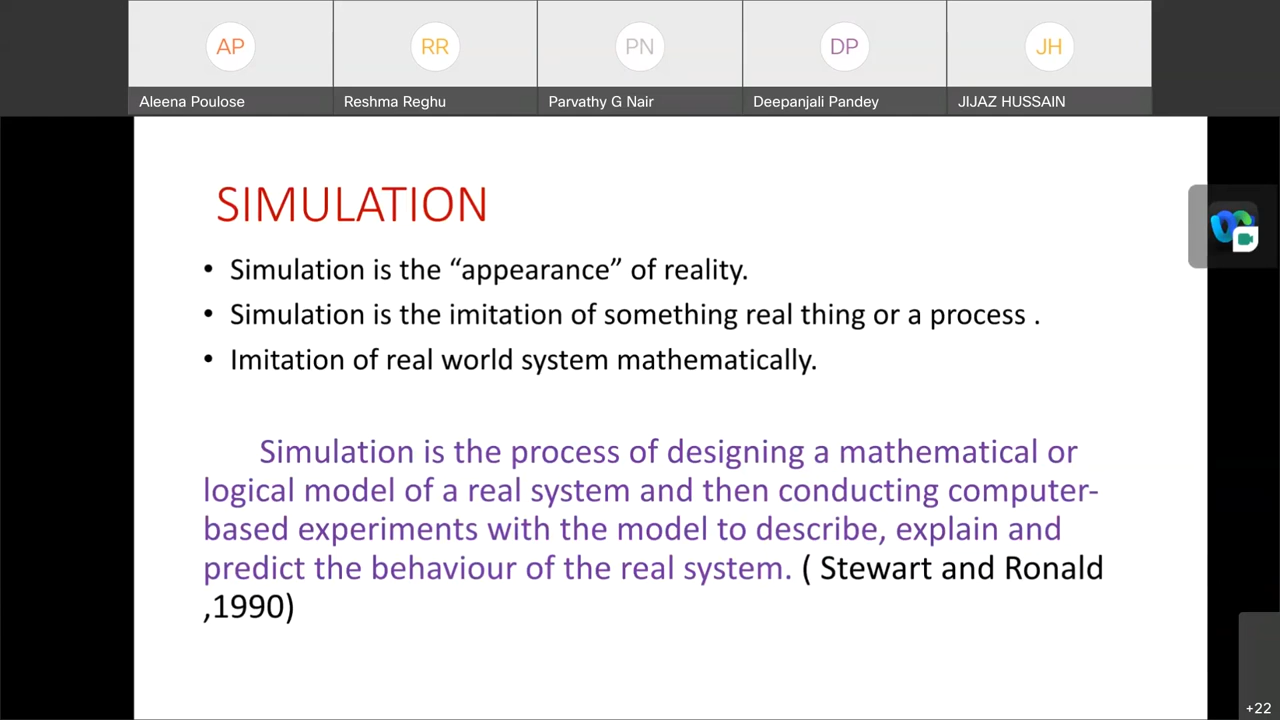 AP
RR
PN
DP
JH
Aleena Poulose
Reshma Reghu
Parvathy G Nair
Deepanjali Pandey
JIJAZ HUSSAIN
SIMULATION
• Simulation is the “appearance” of reality.
• Simulation is the imitation of something real thing or a process .
• Imitation of real world system mathematically.
Simulation is the process of designing a mathematical or
logical model of a real system and then conducting computer-
based experiments with the model to describe, explain and
predict the behaviour of the real system. ( Stewart and Ronald
,1990)
+22